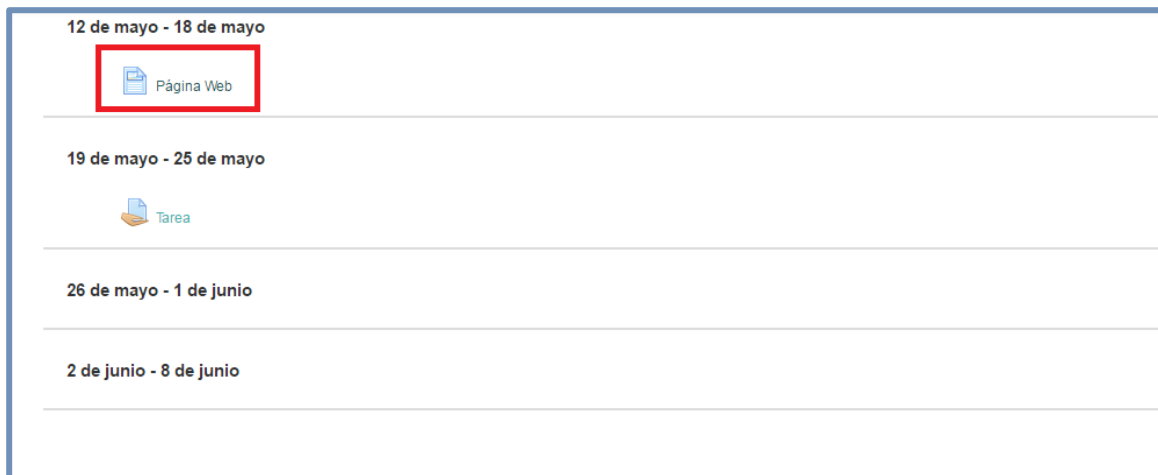 12 de mayo - 18 de mayo
Página Web
19 de mayo - 25 de mayo
Tarea
26 de mayo - 1 de junio
2 de junio - 8 de junio